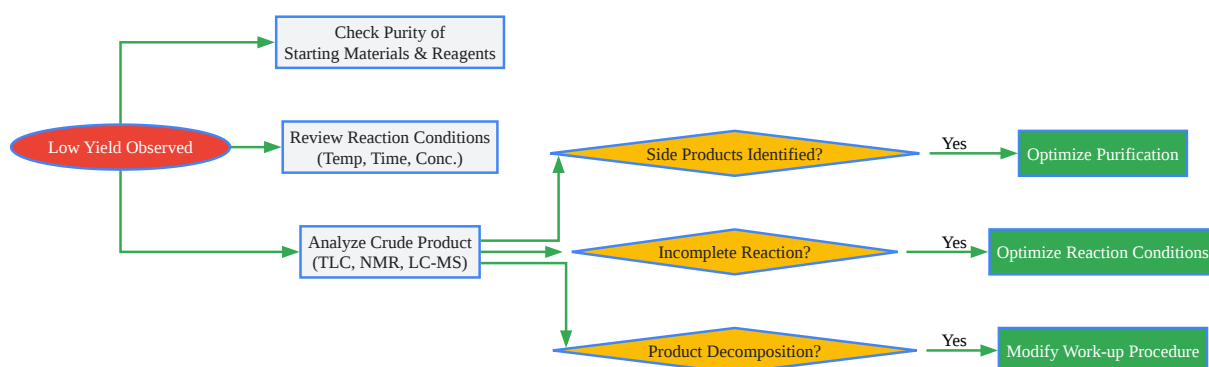 Check Purity of
Starting Materials & Reagents
Low Yield Observed
Review Reaction Conditions
(Temp, Time, Conc.)
Side Products Identified?
Yes
Optimize Purification
Analyze Crude Product
(TLC, NMR, LC-MS)
Incomplete Reaction?
Yes
Optimize Reaction Conditions
Product Decomposition?
Yes
Modify Work-up Procedure